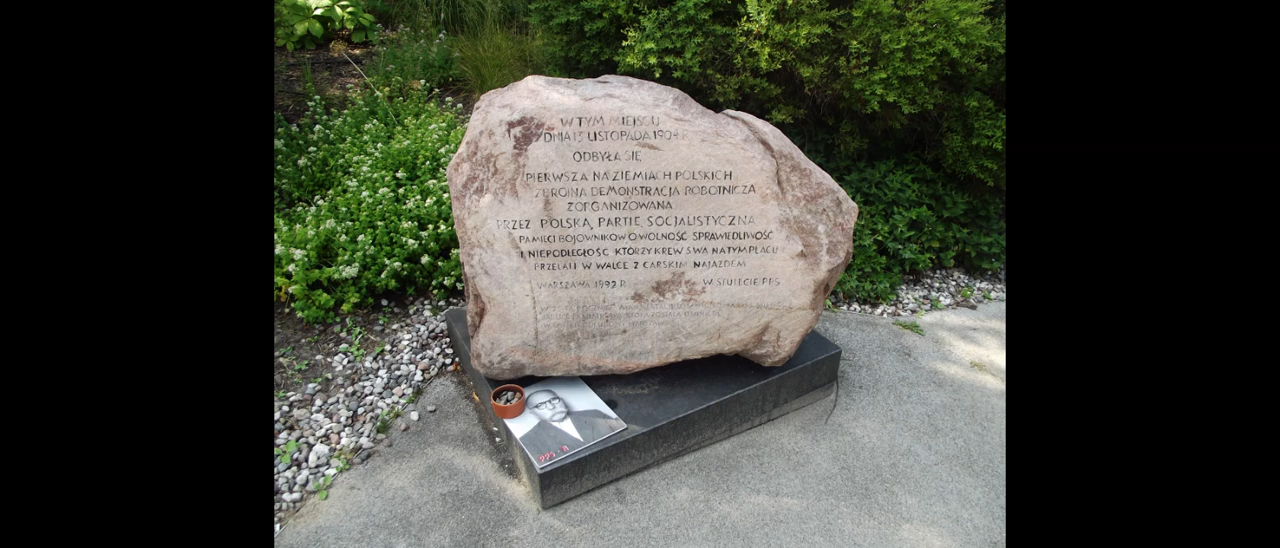 W TYM MIEJSCU
DNIA 13 LISTOPADA 1904 R.
ODBYŁA SIĘ
PIERWSZA NA ZIEMIACH POLSKICH
ZBROJNA DEMONSTRACJA ROBOTNICZA
ZORGANIZOWANA
PRZEZ POLSKĄ PARTIĘ SOCJALISTYCZNĄ
PAMIĘCI BOJOWNIKÓW O WOLNOŚĆ SPRAWIEDLIWOŚĆ
I NIEPODLEGŁOŚĆ KTÓRZY KREW SWĄ NA TYM PLACU
PRZELALI W WALCE Z CARSKIM NAJAZDEM
WARSZAWA 1992 R. W STULECIE PPS
PPS